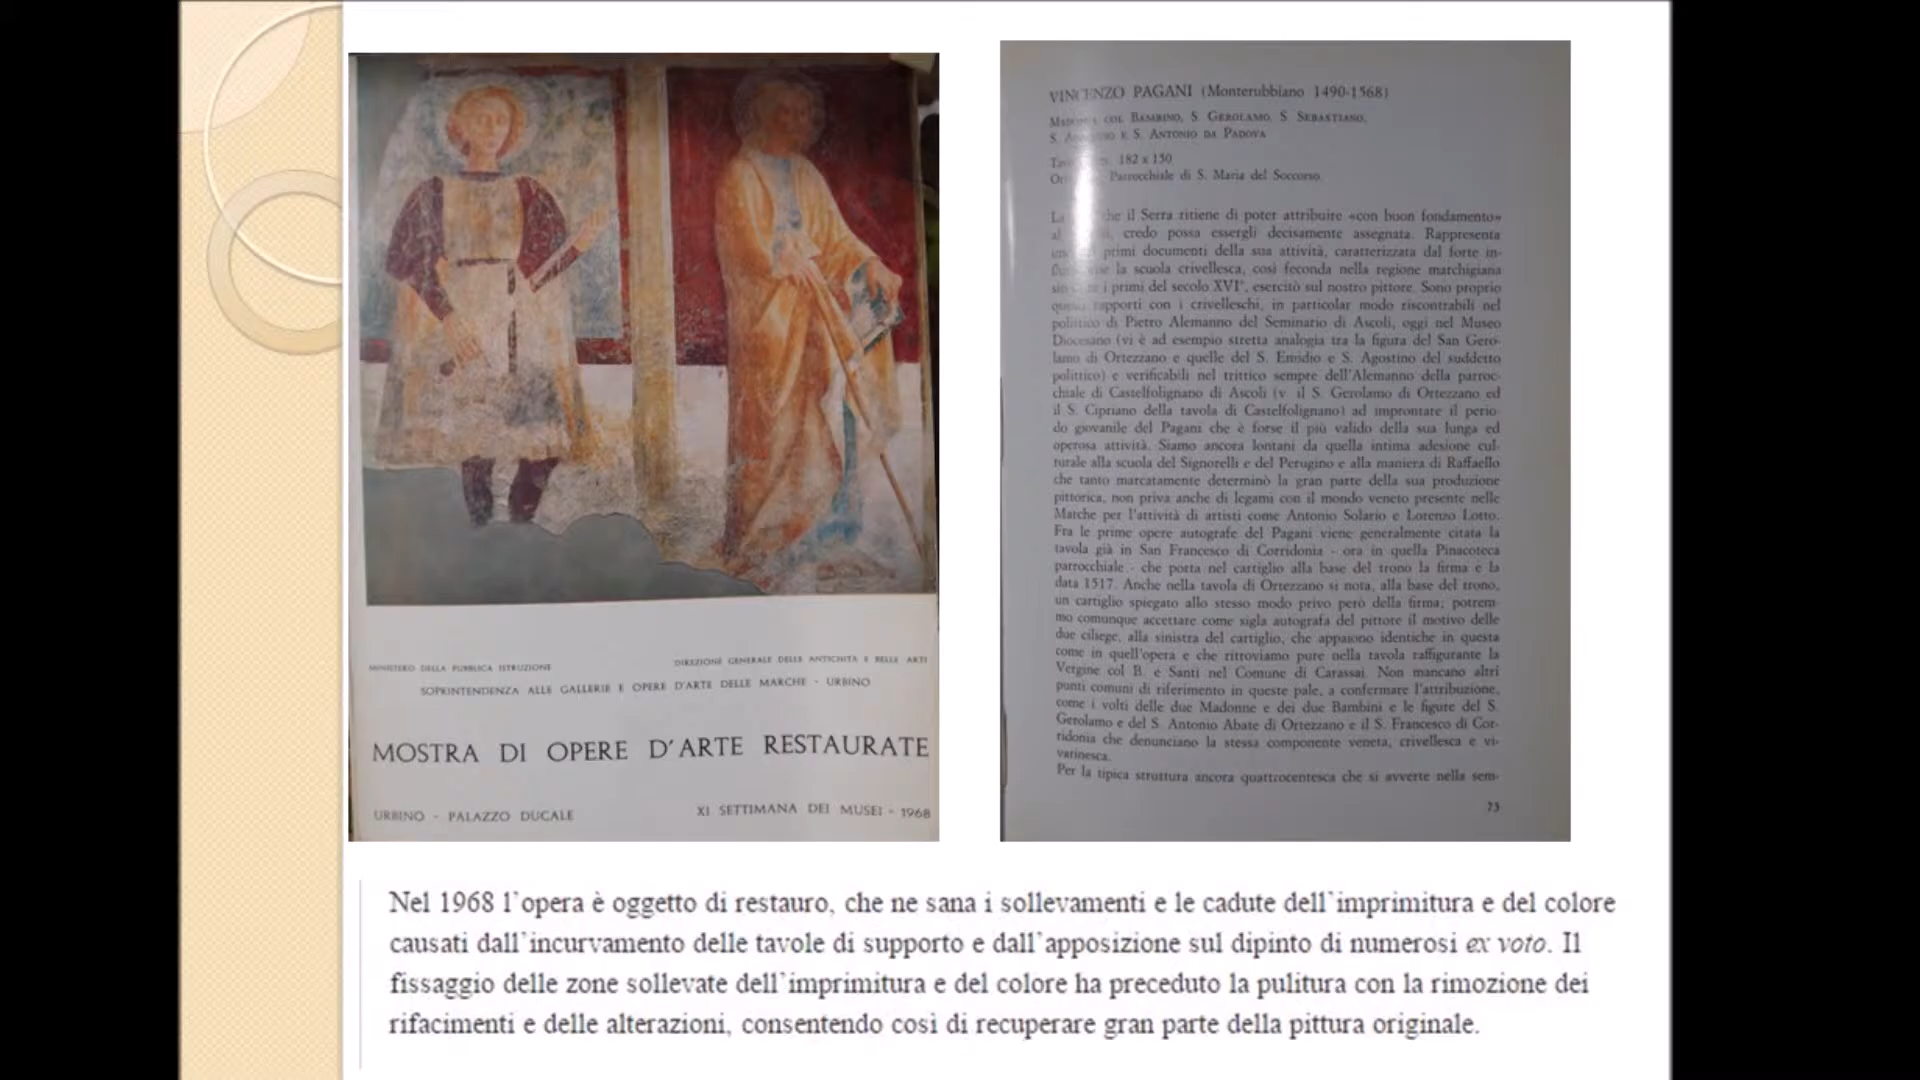 MINISTERO DELLA PUBBLICA ISTRUZIONE
DIREZIONE GENERALE DELLE ANTICHITÀ E BELLE ARTI
SOPRINTENDENZA ALLE GALLERIE E OPERE D'ARTE DELLE MARCHE - URBINO
MOSTRA DI OPERE D'ARTE RESTAURATE
URBINO - PALAZZO DUCALE
XI SETTIMANA DEI MUSEI - 1968
VINCENZO PAGANI (Monterubbiano 1490-1568)
COL BAMBINO, S. GEROLAMO, S. SEBASTIANO,
S. E S. ANTONIO DA PADOVA
182 x 150
Parrocchiale di S. Maria del Soccorso.
La che il Serra ritiene di poter attribuire «con buon fondamento»
al credo possa essergli decisamente assegnata. Rappresenta
primi documenti della sua attività, caratterizzata dal forte in-
la scuola crivellesca, così feconda nella regione marchigiana
i primi del secolo XVI°, esercitò sul nostro pittore. Sono proprio
rapporti con i crivelleschi, in particolar modo riscontrabili nel
polittico di Pietro Alemanno del Seminario di Ascoli, oggi nel Museo
Diocesano (vi è ad esempio stretta analogia tra la figura del San Gero-
lamo di Ortezzano e quelle del S. Emidio e S. Agostino del suddetto
polittico) e verificabili nel trittico sempre dell'Alemanno della parroc-
chiale di Castelfolignano di Ascoli (v. il S. Gerolamo di Ortezzano ed
il S. Cipriano della tavola di Castelfolignano) ad improntare il perio-
do giovanile del Pagani che è forse il più valido della sua lunga ed
operosa attività. Siamo ancora lontani da quella intima adesione cul-
turale alla scuola del Signorelli e del Perugino e alla maniera di Raffaello
che tanto marcatamente determinò la gran parte della sua produzione
pittorica, non priva anche di legami con il mondo veneto presente nelle
Marche per l'attività di artisti come Antonio Solario e Lorenzo Lotto.
Fra le prime opere autografe del Pagani viene generalmente citata la
tavola già in San Francesco di Corridonia - ora in quella Pinacoteca
parrocchiale - che porta nel cartiglio alla base del trono la firma e la
data 1517. Anche nella tavola di Ortezzano si nota, alla base del trono,
un cartiglio spiegato allo stesso modo privo però della firma; potrem-
mo comunque accettare come sigla autografa del pittore il motivo delle
due ciliege, alla sinistra del cartiglio, che appaiono identiche in questa
come in quell'opera e che ritroviamo pure nella tavola raffigurante la
Vergine col B. e Santi nel Comune di Carassai. Non mancano altri
punti comuni di riferimento in queste pale, a confermare l'attribuzione,
come i volti delle due Madonne e dei due Bambini e le figure del S.
Gerolamo e del S. Antonio Abate di Ortezzano e il S. Francesco di Cor-
ridonia che denunciano la stessa componente veneta, crivellesca e vi-
varinesca.
Per la tipica struttura ancora quattrocentesca che si avverte nella sem-
73
Nel 1968 l`opera è oggetto di restauro, che ne sana i sollevamenti e le cadute dell`imprimitura e del colore
causati dall`incurvamento delle tavole di supporto e dall`apposizione sul dipinto di numerosi ex voto. Il
fissaggio delle zone sollevate dell`imprimitura e del colore ha preceduto la pulitura con la rimozione dei
rifacimenti e delle alterazioni, consentendo così di recuperare gran parte della pittura originale.